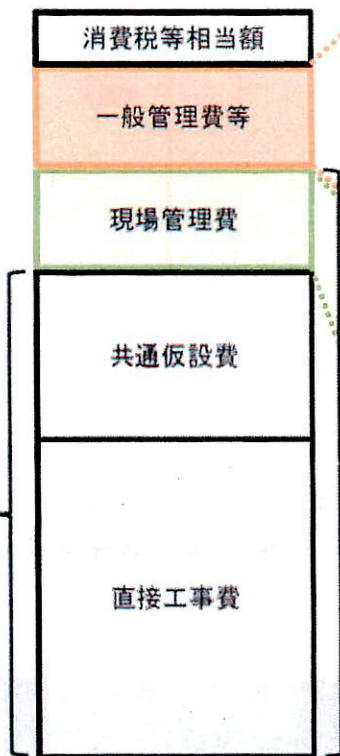 消費税等相当額
一般管理費等
現場管理費
共通仮設費
直接工事費